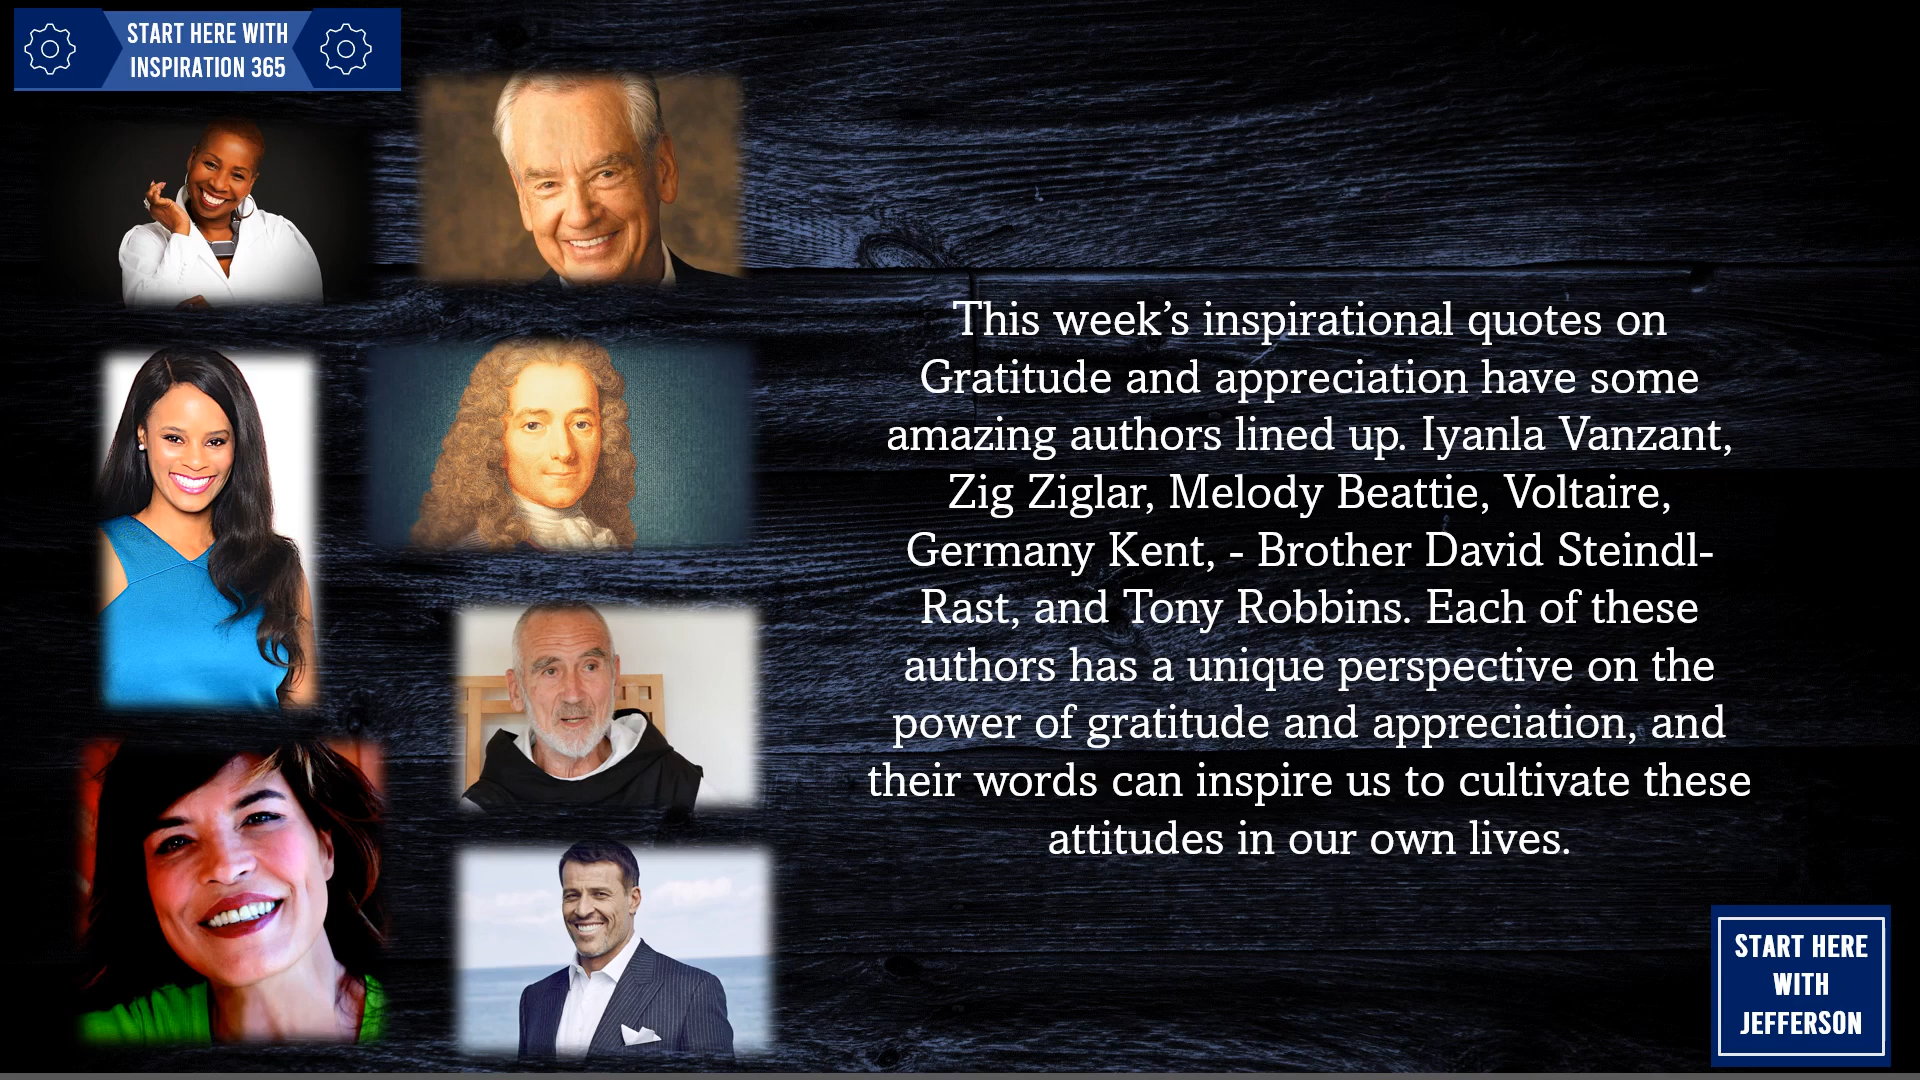 START HERE WITH
INSPIRATION 365
This week’s inspirational quotes on
Gratitude and appreciation have some
amazing authors lined up. Iyanla Vanzant,
Zig Ziglar, Melody Beattie, Voltaire,
Germany Kent, - Brother David Steindl-
Rast, and Tony Robbins. Each of these
authors has a unique perspective on the
power of gratitude and appreciation, and
their words can inspire us to cultivate these
attitudes in our own lives.
START HERE
WITH
JEFFERSON